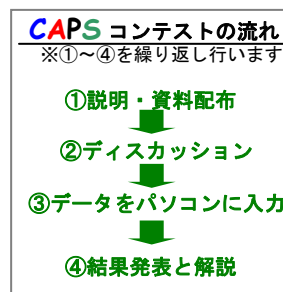 CAPS コンテストの流れ
※①～④を繰り返し行います
①説明・資料配布
②ディスカッション
③データをパソコンに入力
④結果発表と解説